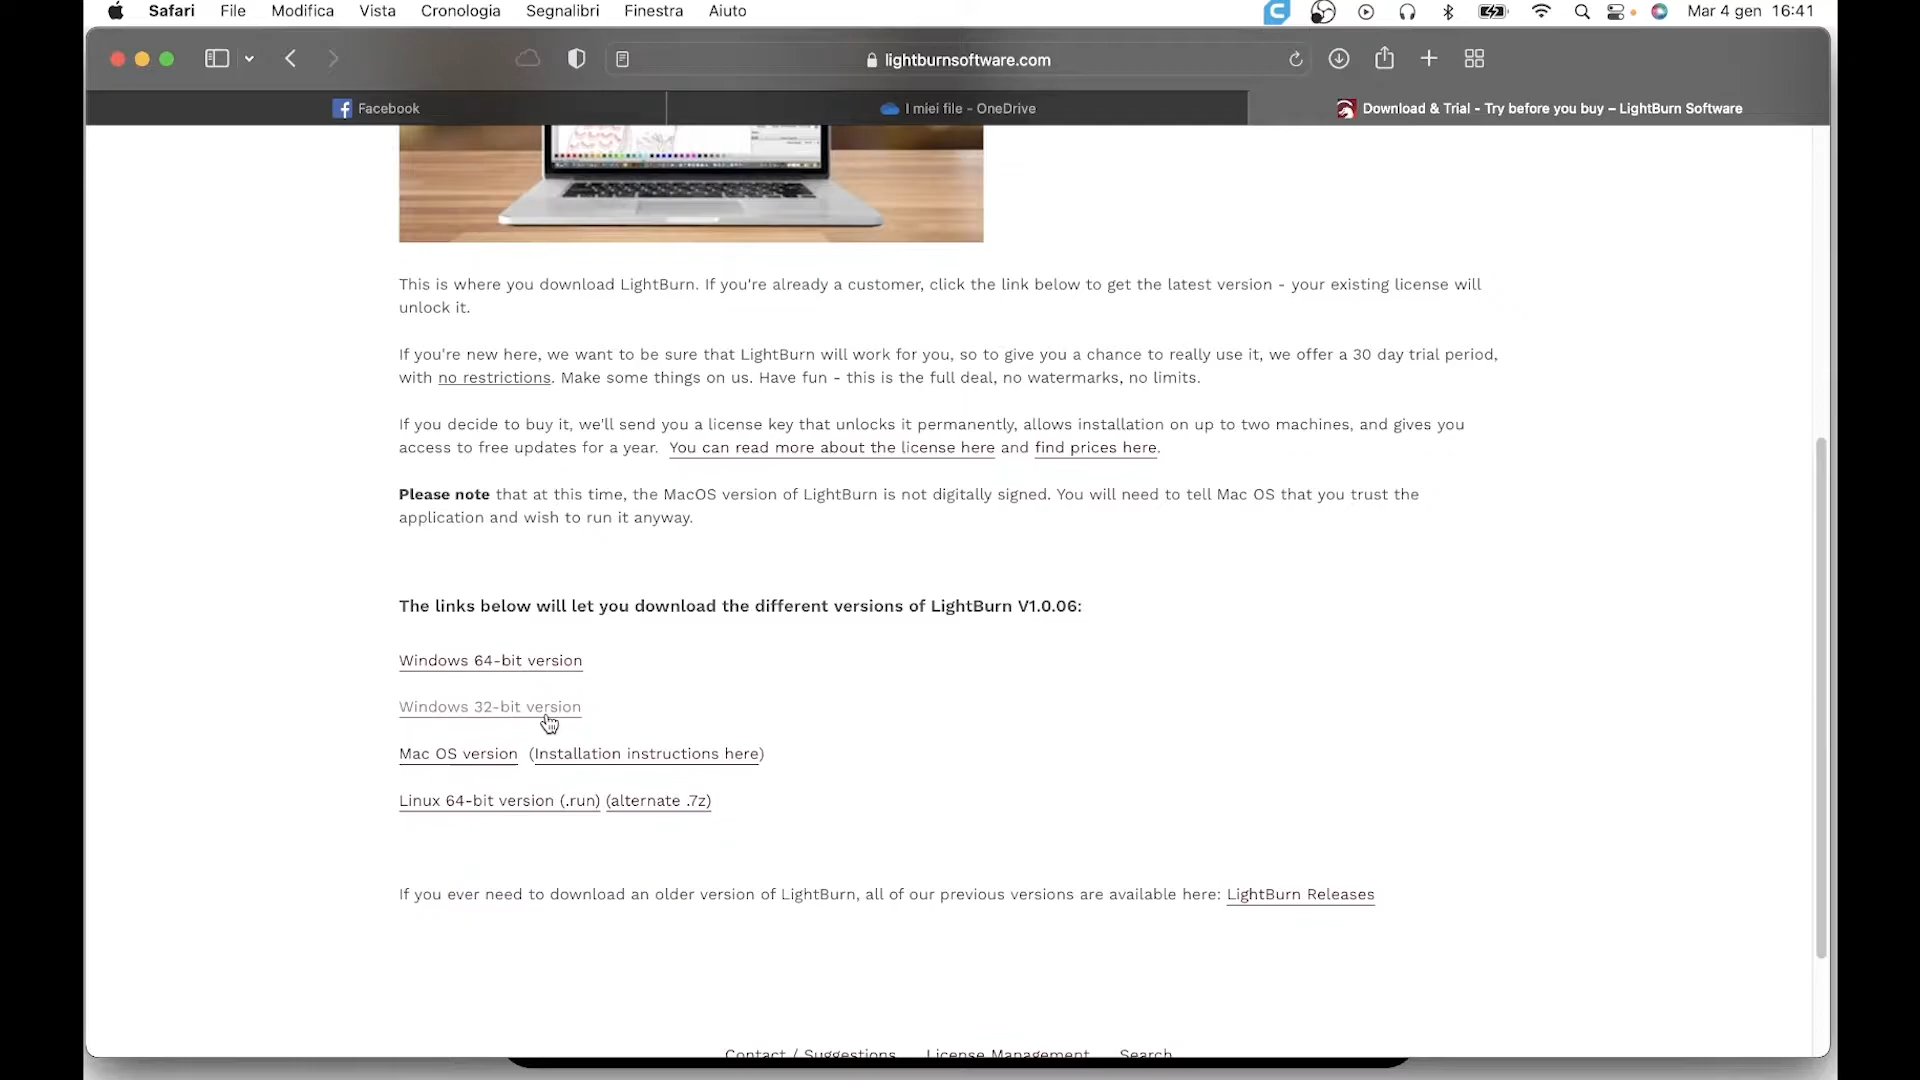 Safari File Modifica Vista Cronologia Segnalibri Finestra Aiuto Mar 4 gen 16:41
lightburnsoftware.com
Facebook I miei file - OneDrive Download & Trial - Try before you buy – LightBurn Software
This is where you download LightBurn. If you're already a customer, click the link below to get the latest version - your existing license will
unlock it.
If you're new here, we want to be sure that LightBurn will work for you, so to give you a chance to really use it, we offer a 30 day trial period,
with no restrictions. Make some things on us. Have fun - this is the full deal, no watermarks, no limits.
If you decide to buy it, we'll send you a license key that unlocks it permanently, allows installation on up to two machines, and gives you
access to free updates for a year. You can read more about the license here and find prices here.
Please note that at this time, the MacOS version of LightBurn is not digitally signed. You will need to tell Mac OS that you trust the
application and wish to run it anyway.
The links below will let you download the different versions of LightBurn V1.0.06:
Windows 64-bit version
Windows 32-bit version
Mac OS version (Installation instructions here)
Linux 64-bit version (.run) (alternate .7z)
If you ever need to download an older version of LightBurn, all of our previous versions are available here: LightBurn Releases
Contact / Suggestions License Management Search